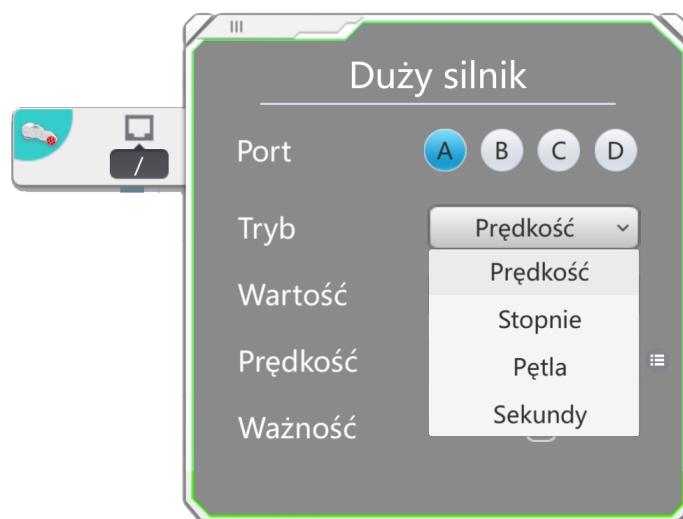 Duży silnik
/
Port A B C D
Tryb Prędkość
Prędkość
Wartość
Stopnie
Prędkość
Pętla
Ważność
Sekundy